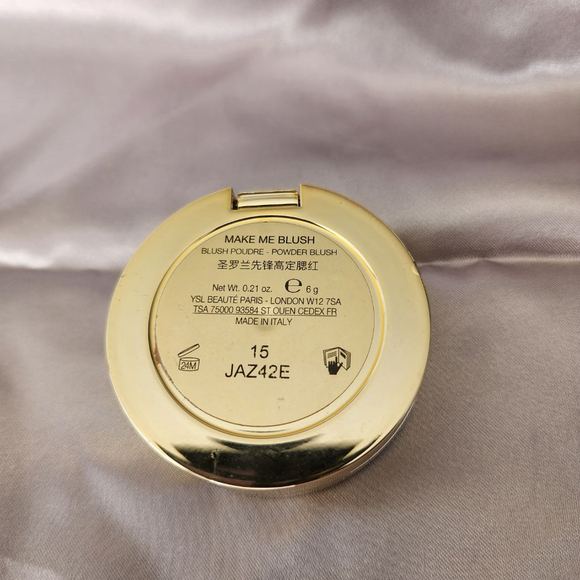 MAKE ME BLUSH
BLUSH POUDRE - POWDER BLUSH
圣罗兰先锋高定腮红
Net Wt. 0.21 oz. ℮ 6 g
YSL BEAUTÉ PARIS - LONDON W12 7SA
TSA 75000 93584 ST OUEN CEDEX FR
MADE IN ITALY
24M
15
JAZ42E